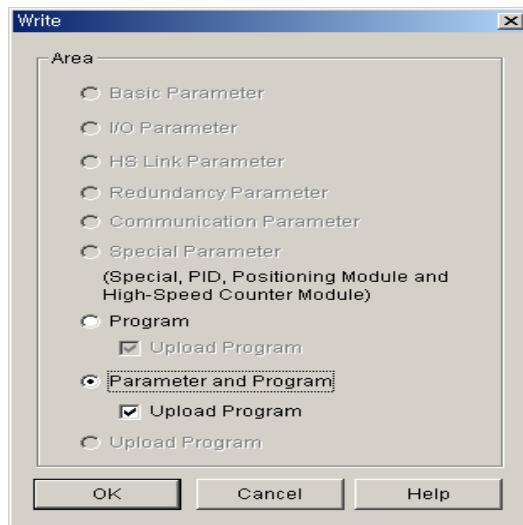 Write
Area
Basic Parameter
I/O Parameter
HS Link Parameter
Redundancy Parameter
Communication Parameter
Special Parameter
(Special, PID, Positioning Module and
High-Speed Counter Module)
Program
Upload Program
Parameter and Program
Upload Program
Upload Program
OK Cancel Help